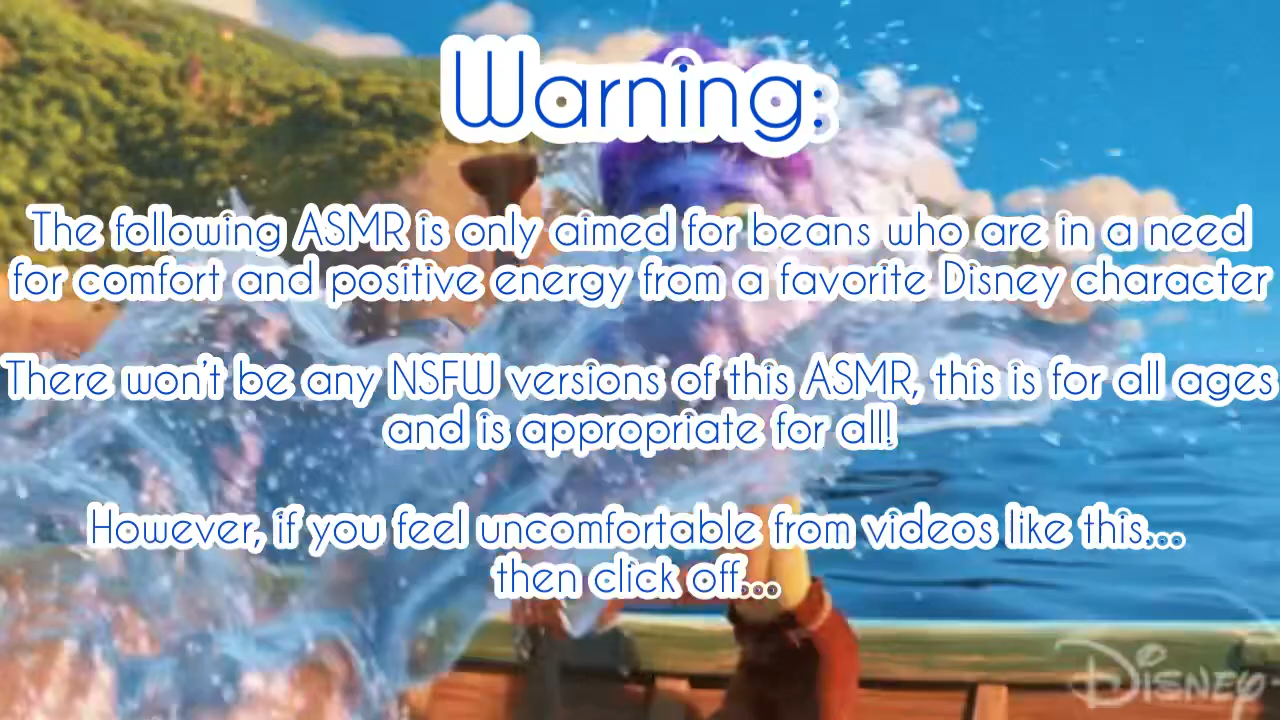 Warning:
The following ASMR is only aimed for beans who are in a need
for comfort and positive energy from a favorite Disney character
There won't be any NSFW versions of this ASMR, this is for all ages
and is appropriate for all!
However, if you feel uncomfortable from videos like this...
then click off...
Disney